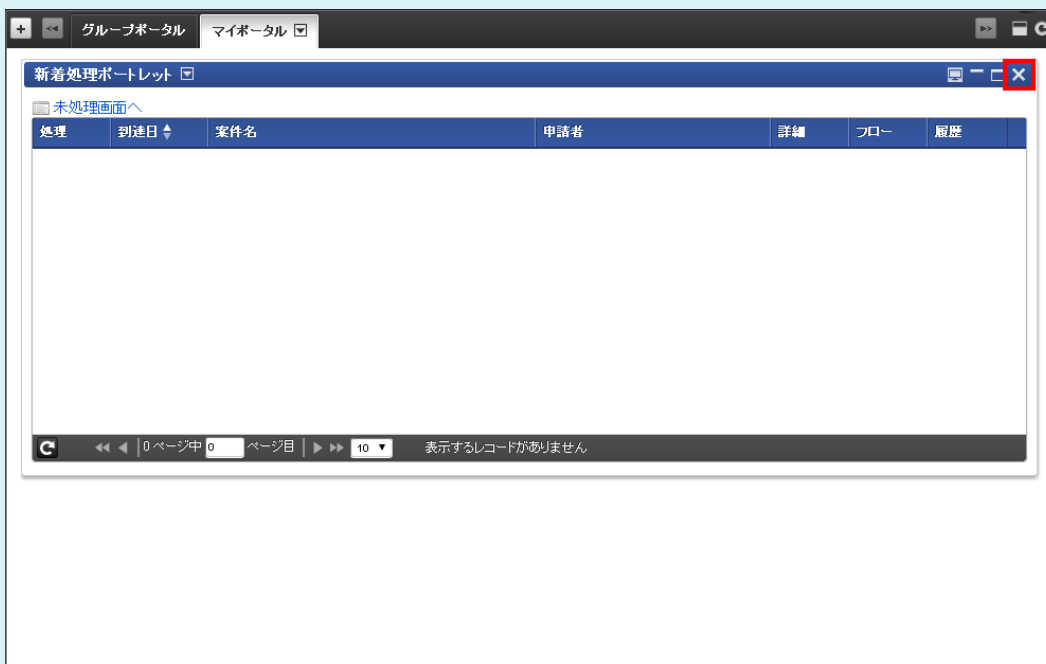 グループポータル マイポータル
新着処理ポートレット
未処理画面へ
処理 到達日 案件名 申請者 詳細 フロー 履歴
0 ページ中 0 ページ目 10 表示するレコードがありません